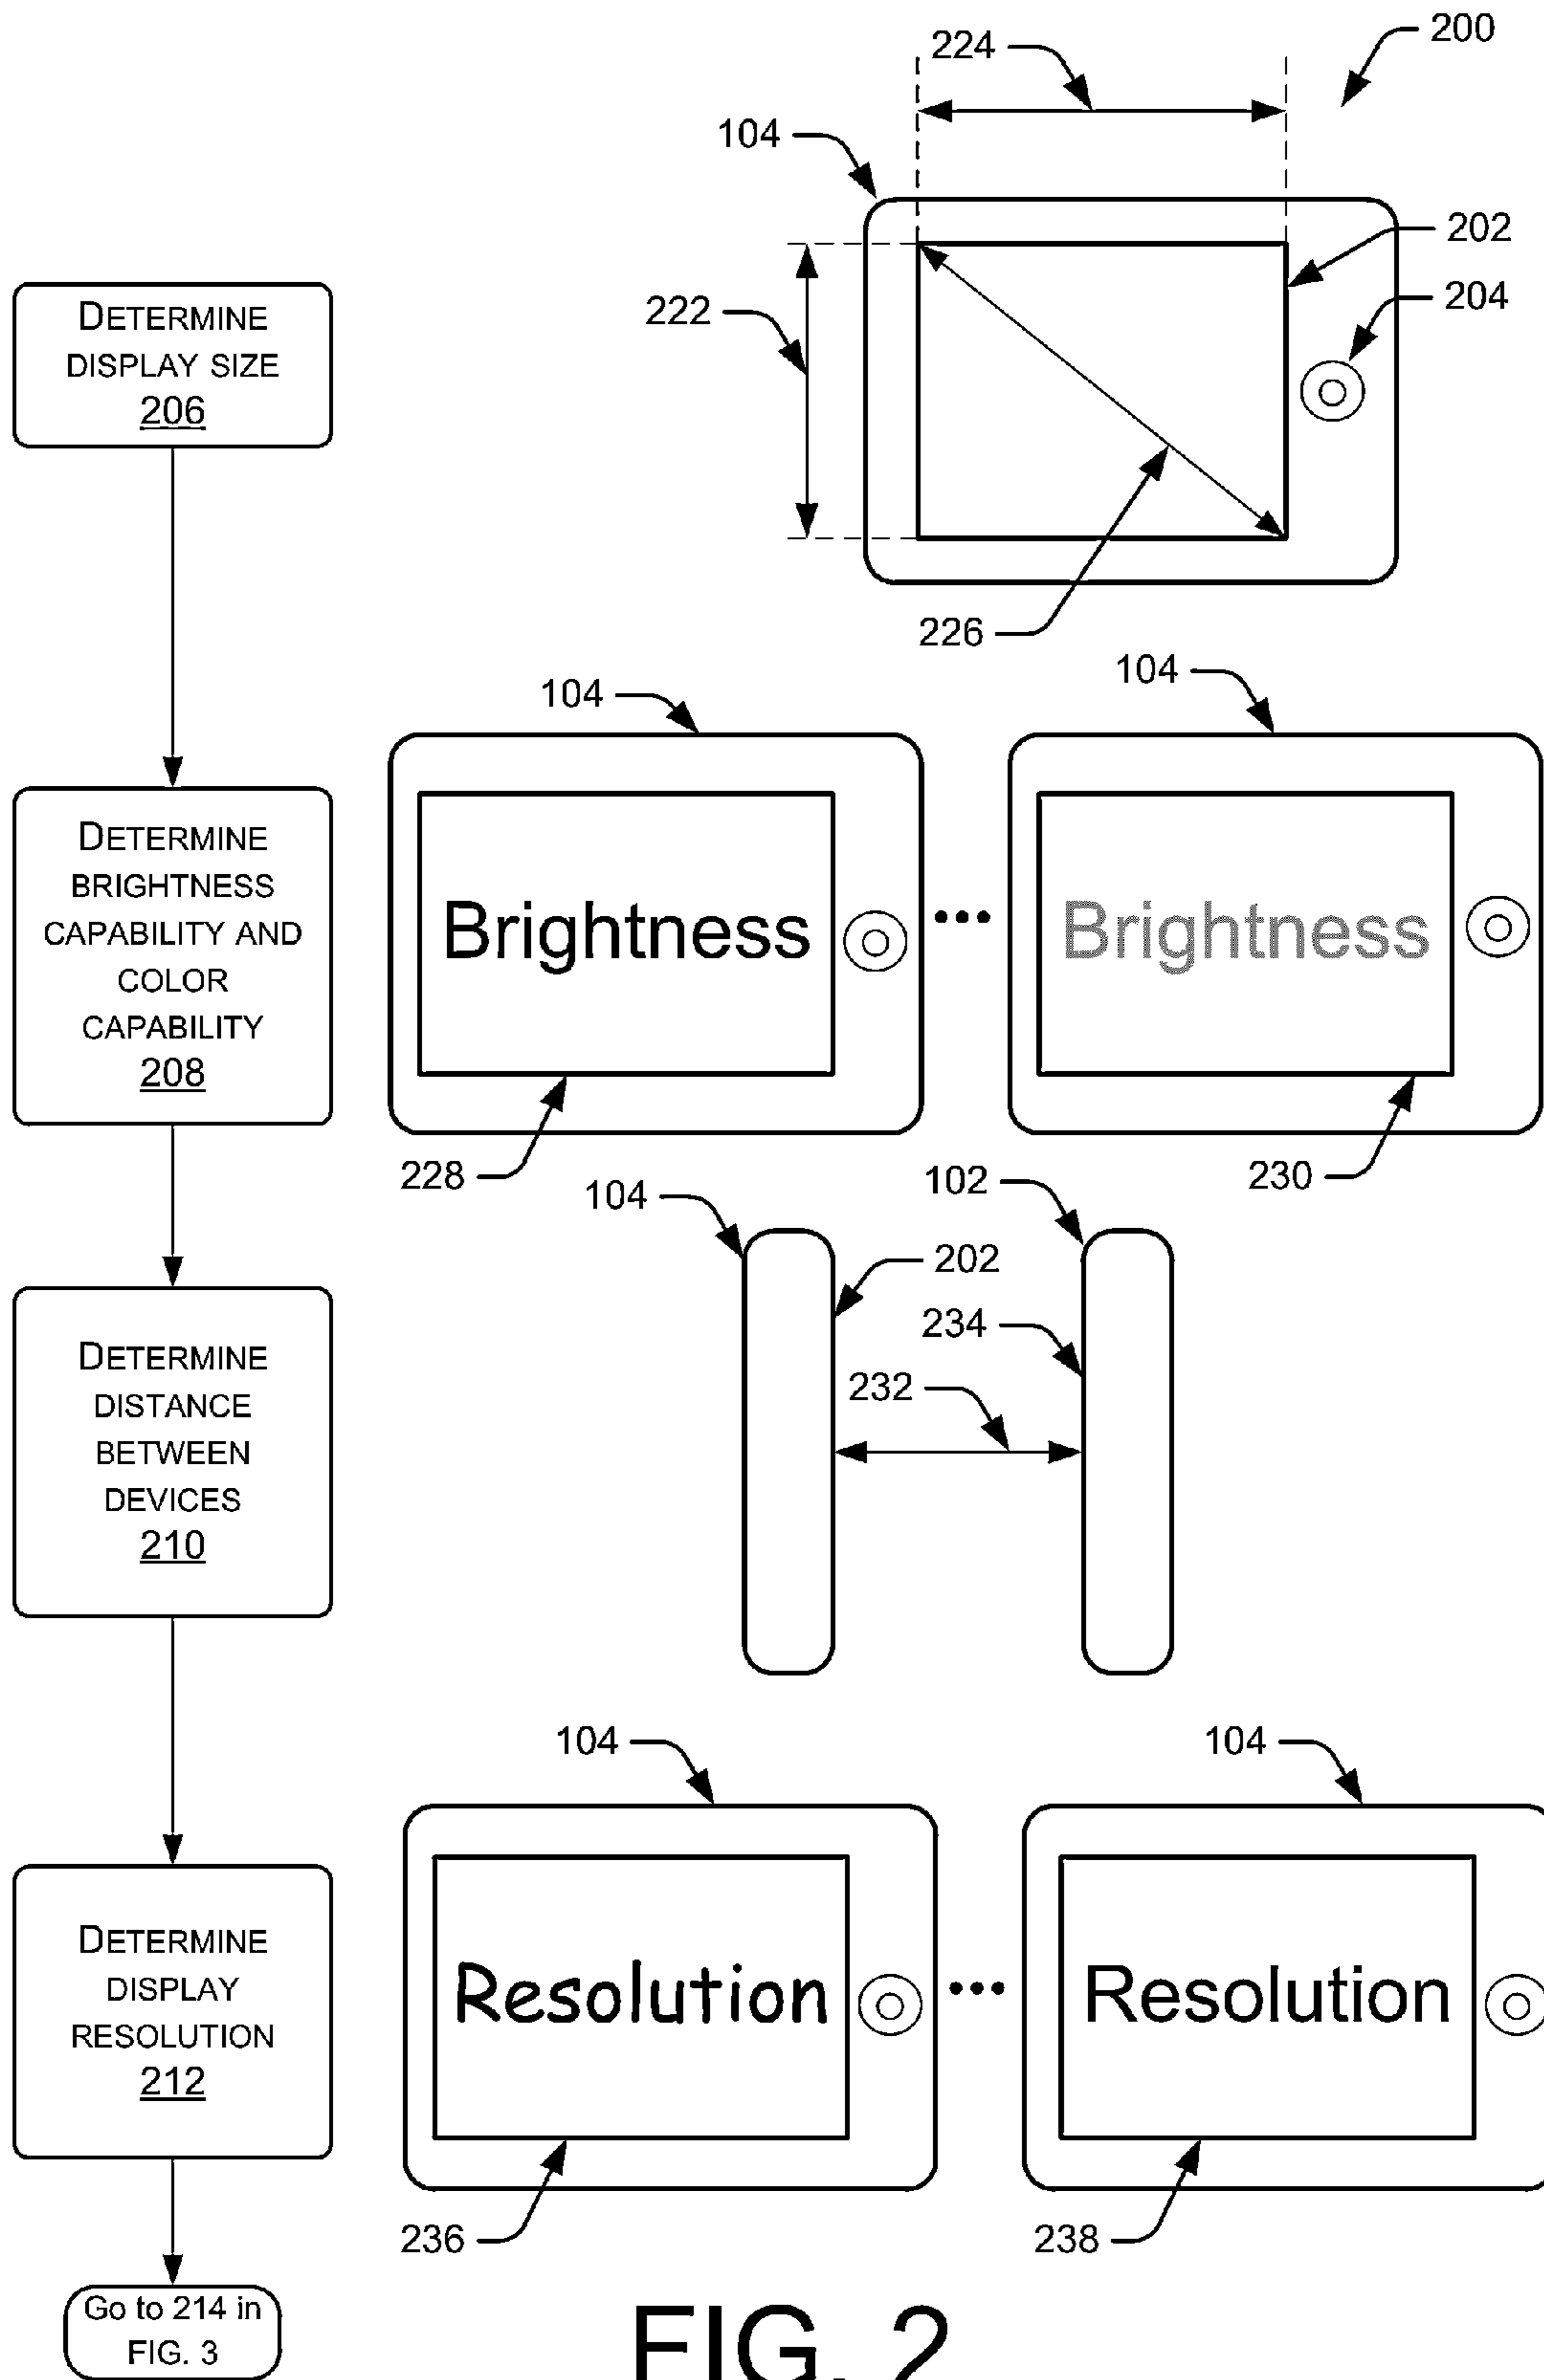 200
224
104
202
204
222
226
DETERMINE
DISPLAY SIZE
206
104
104
DETERMINE
BRIGHTNESS
CAPABILITY AND
COLOR
CAPABILITY
208
Brightness
•••
Brightness
228
230
104
102
202
234
232
DETERMINE
DISTANCE
BETWEEN
DEVICES
210
104
104
DETERMINE
DISPLAY
RESOLUTION
212
Resolution
•••
Resolution
236
238
Go to 214 in
FIG. 3
FIG. 2